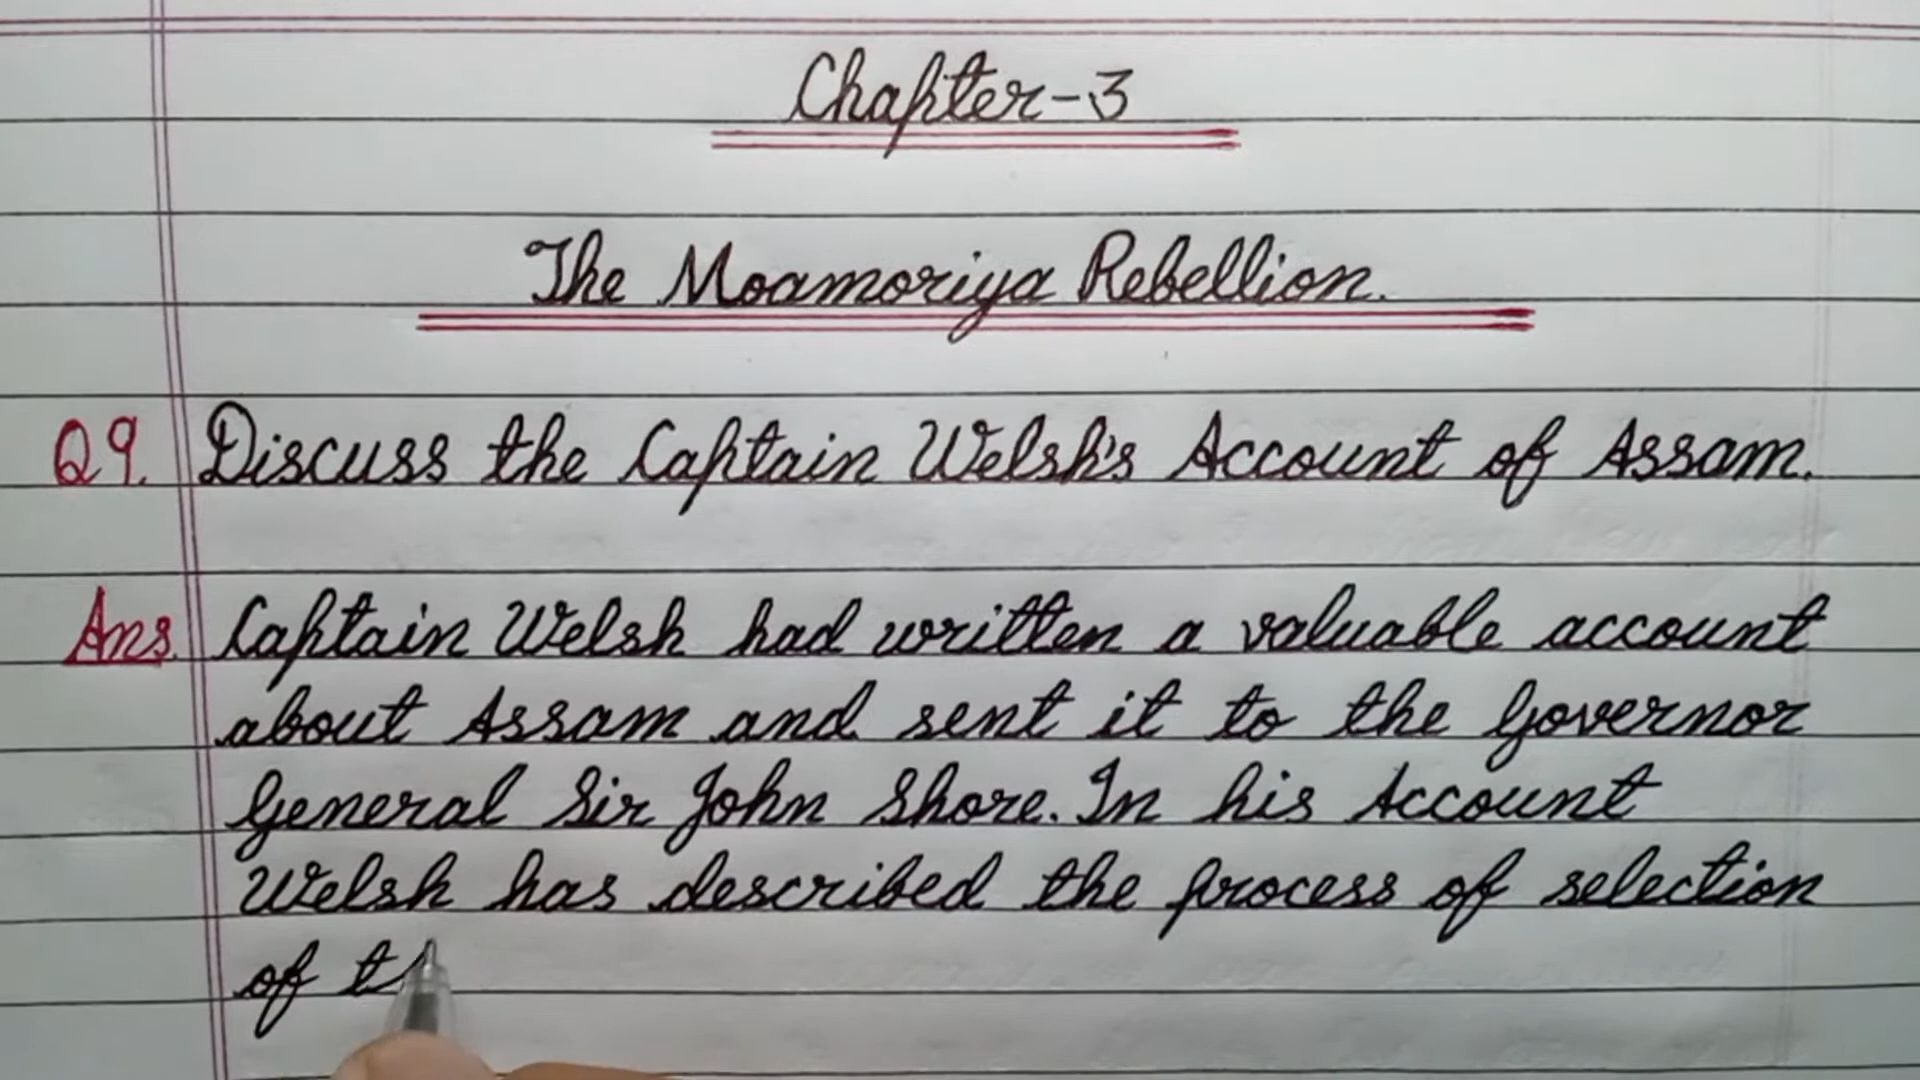 Chapter-3
The Moamoriya Rebellion.
Q9. Discuss the Captain Welsh's Account of Assam.
Ans. Captain Welsh had written a valuable account
about Assam and sent it to the Governor
General Sir John Shore. In his Account
Welsh has described the process of selection
of